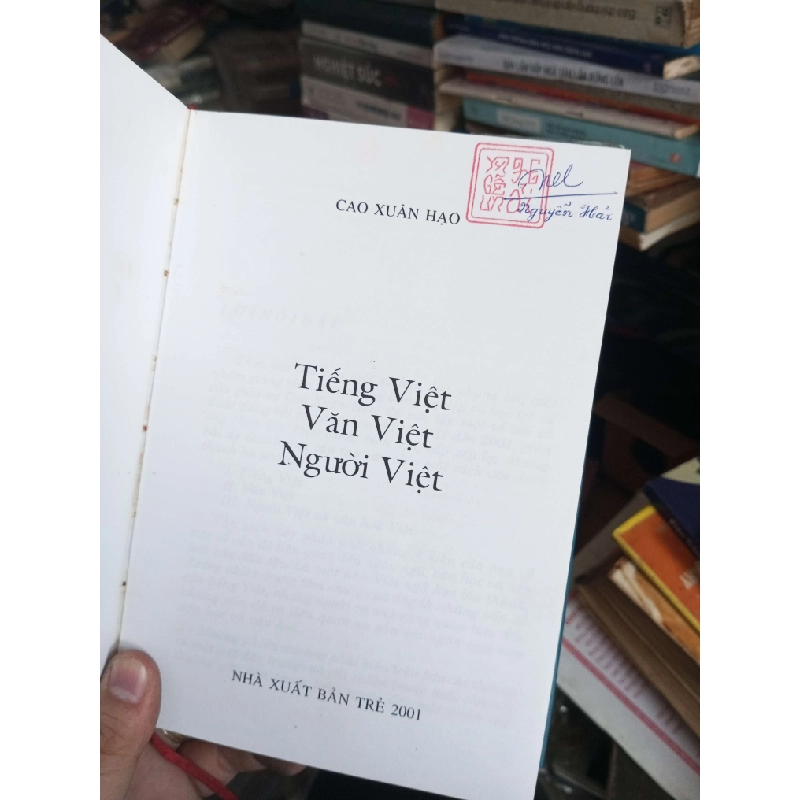 CAO XUÂN HẠO
Nguyễn Hải
Tiếng Việt
Văn Việt
Người Việt
NHÀ XUẤT BẢN TRẺ 2001